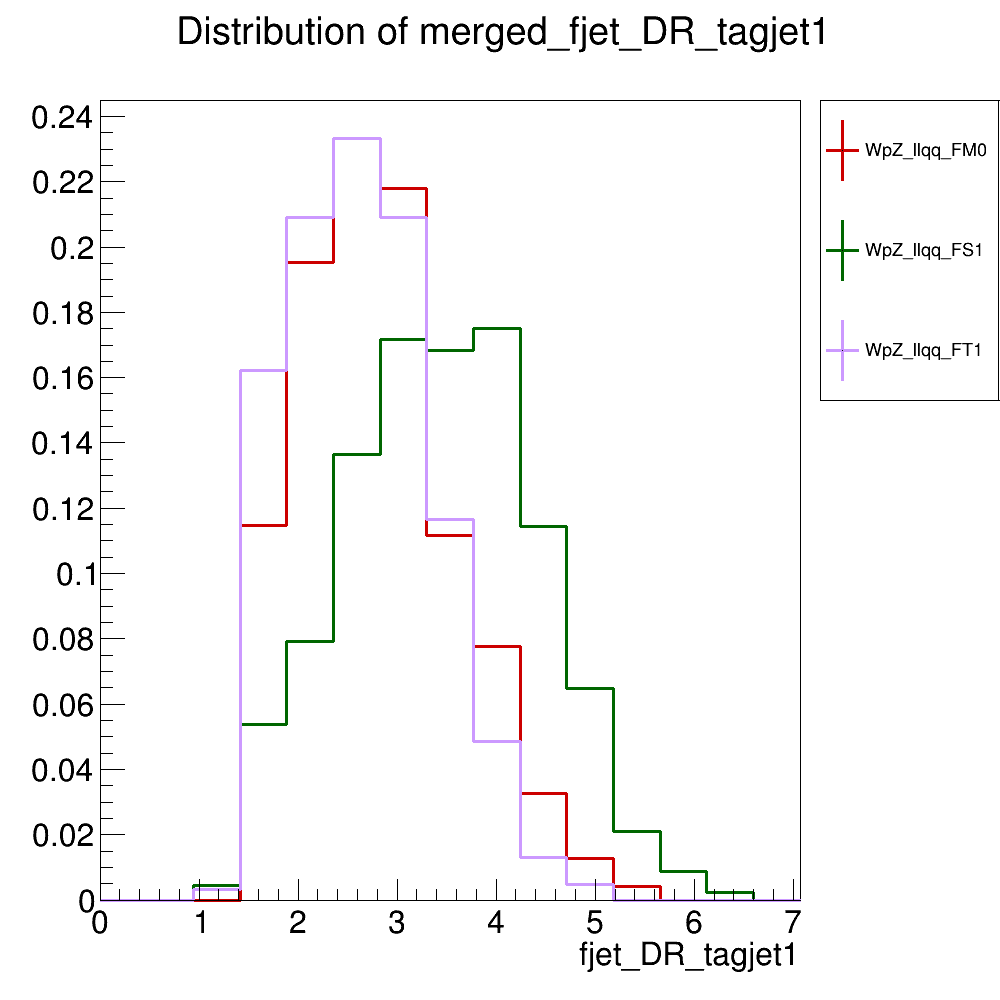 Distribution of merged_fjet_DR_tagjet1
0.24
0.22
0.2
0.18
0.16
0.14
0.12
0.1
0.08
0.06
0.04
0.02
0
0 1 2 3 4 5 6 7
fjet_DR_tagjet1
WpZ_llqq_FM0
WpZ_llqq_FS1
WpZ_llqq_FT1